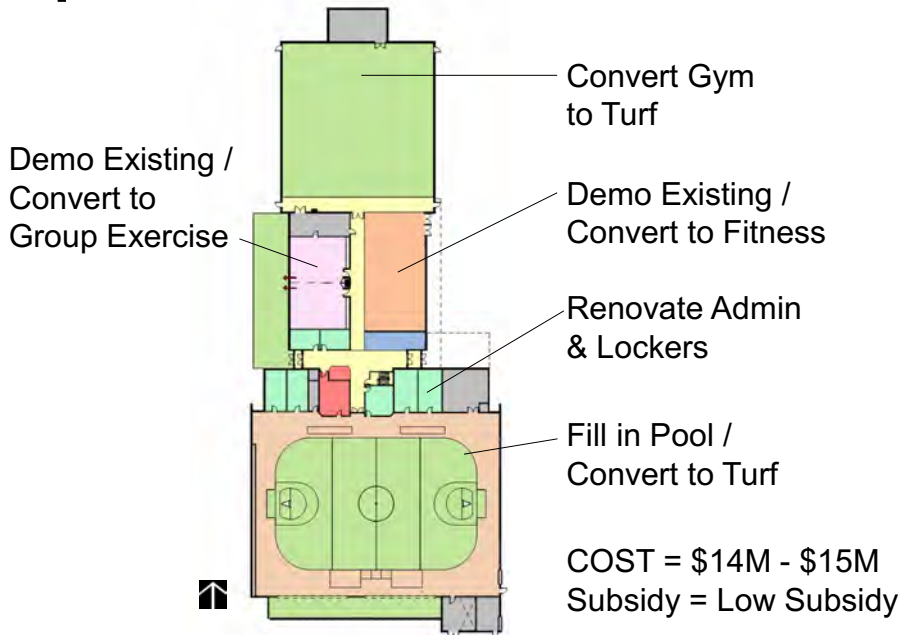 Convert Gym
to Turf
Demo Existing /
Convert to
Group Exercise
Demo Existing /
Convert to Fitness
Renovate Admin
& Lockers
Fill in Pool /
Convert to Turf
COST = $14M - $15M
Subsidy = Low Subsidy